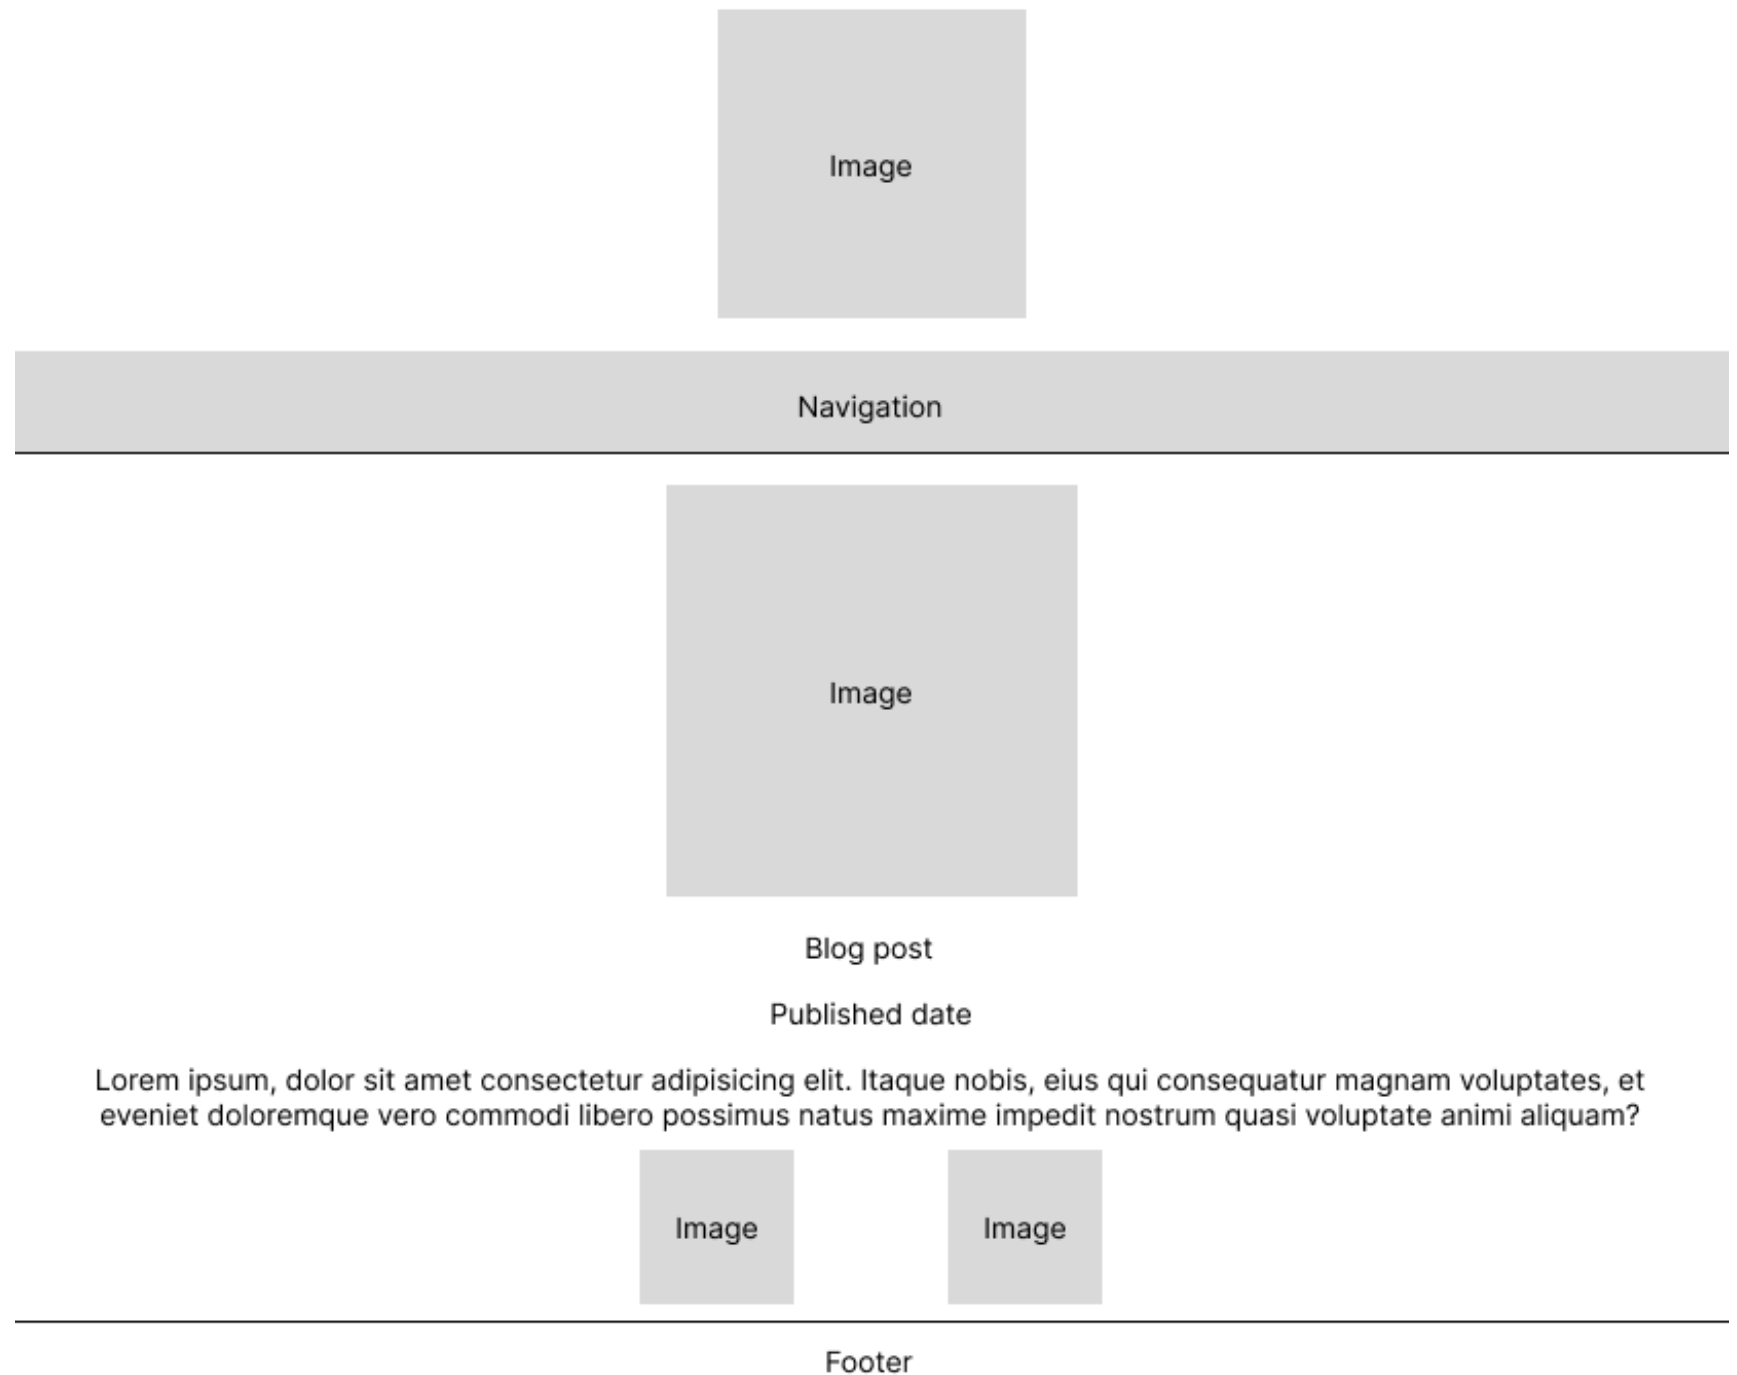 Image
Navigation
Image
Blog post
Published date
Lorem ipsum, dolor sit amet consectetur adipisicing elit. Itaque nobis, eius qui consequatur magnam voluptates, et
eveniet doloremque vero commodi libero possimus natus maxime impedit nostrum quasi voluptate animi aliquam?
Image Image
Footer